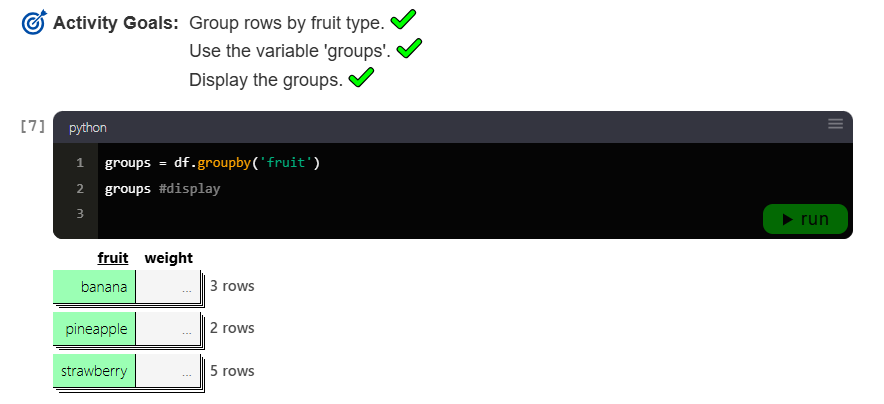 Activity Goals: Group rows by fruit type.
Use the variable 'groups'.
Display the groups.
[7]
python
1 groups = df.groupby('fruit')
2 groups #display
3
run
fruit weight
banana ... 3 rows
pineapple ... 2 rows
strawberry ... 5 rows